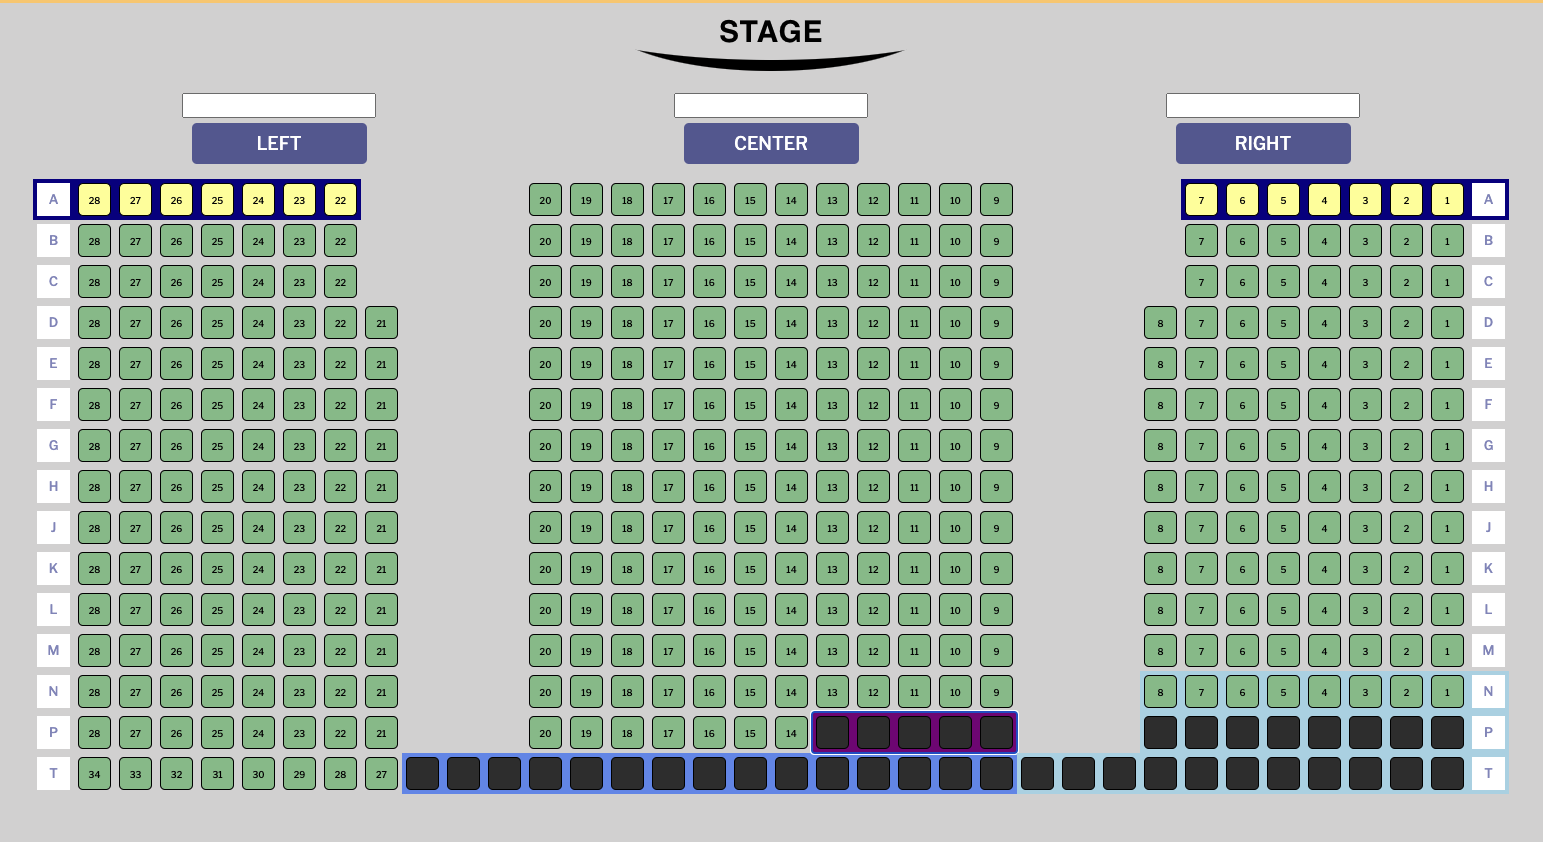 STAGE
LEFT CENTER RIGHT
A 28 27 26 25 24 23 22 20 19 18 17 16 15 14 13 12 11 10 9 7 6 5 4 3 2 1 A
B 28 27 26 25 24 23 22 20 19 18 17 16 15 14 13 12 11 10 9 7 6 5 4 3 2 1 B
C 28 27 26 25 24 23 22 20 19 18 17 16 15 14 13 12 11 10 9 7 6 5 4 3 2 1 C
D 28 27 26 25 24 23 22 21 20 19 18 17 16 15 14 13 12 11 10 9 8 7 6 5 4 3 2 1 D
E 28 27 26 25 24 23 22 21 20 19 18 17 16 15 14 13 12 11 10 9 8 7 6 5 4 3 2 1 E
F 28 27 26 25 24 23 22 21 20 19 18 17 16 15 14 13 12 11 10 9 8 7 6 5 4 3 2 1 F
G 28 27 26 25 24 23 22 21 20 19 18 17 16 15 14 13 12 11 10 9 8 7 6 5 4 3 2 1 G
H 28 27 26 25 24 23 22 21 20 19 18 17 16 15 14 13 12 11 10 9 8 7 6 5 4 3 2 1 H
J 28 27 26 25 24 23 22 21 20 19 18 17 16 15 14 13 12 11 10 9 8 7 6 5 4 3 2 1 J
K 28 27 26 25 24 23 22 21 20 19 18 17 16 15 14 13 12 11 10 9 8 7 6 5 4 3 2 1 K
L 28 27 26 25 24 23 22 21 20 19 18 17 16 15 14 13 12 11 10 9 8 7 6 5 4 3 2 1 L
M 28 27 26 25 24 23 22 21 20 19 18 17 16 15 14 13 12 11 10 9 8 7 6 5 4 3 2 1 M
N 28 27 26 25 24 23 22 21 20 19 18 17 16 15 14 13 12 11 10 9 8 7 6 5 4 3 2 1 N
P 28 27 26 25 24 23 22 21 20 19 18 17 16 15 14 P
T 34 33 32 31 30 29 28 27 T